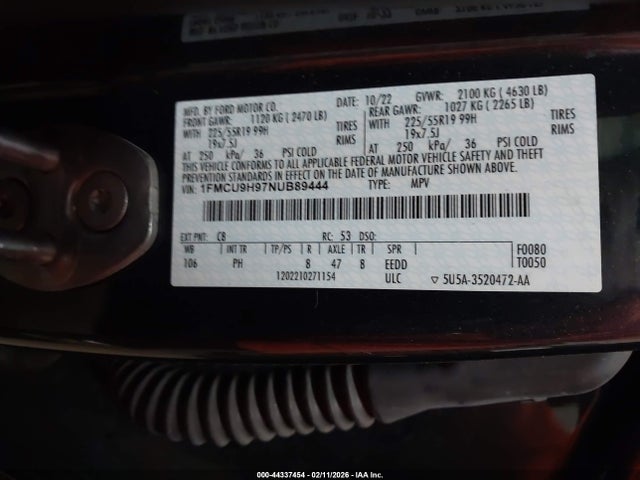 MFD. BY FORD MOTOR CO.
DATE: 10/22 GVWR: 2100 KG ( 4630 LB)
FRONT GAWR: 1120 KG ( 2470 LB) REAR GAWR: 1027 KG ( 2265 LB)
WITH 225/55R19 99H TIRES WITH 225/55R19 99H TIRES
19x7.5J RIMS 19x7.5J RIMS
AT 250 kPa/ 36 PSI COLD AT 250 kPa/ 36 PSI COLD
THIS VEHICLE CONFORMS TO ALL APPLICABLE FEDERAL MOTOR VEHICLE SAFETY AND THEFT
PREVENTION STANDARDS IN EFFECT ON THE DATE OF MANUFACTURE SHOWN ABOVE.
VIN: 1FMCU9H97NUB89444 TYPE: MPV
EXT PNT: C8 RC: 53 DSO:
WB INT TR TP/PS R AXLE TR SPR F0080
106 PH 8 47 8 EEDD T0050
1202210271154 ULC 5U5A-3520472-AA
000-44337454 - 02/11/2026 - IAA Inc.